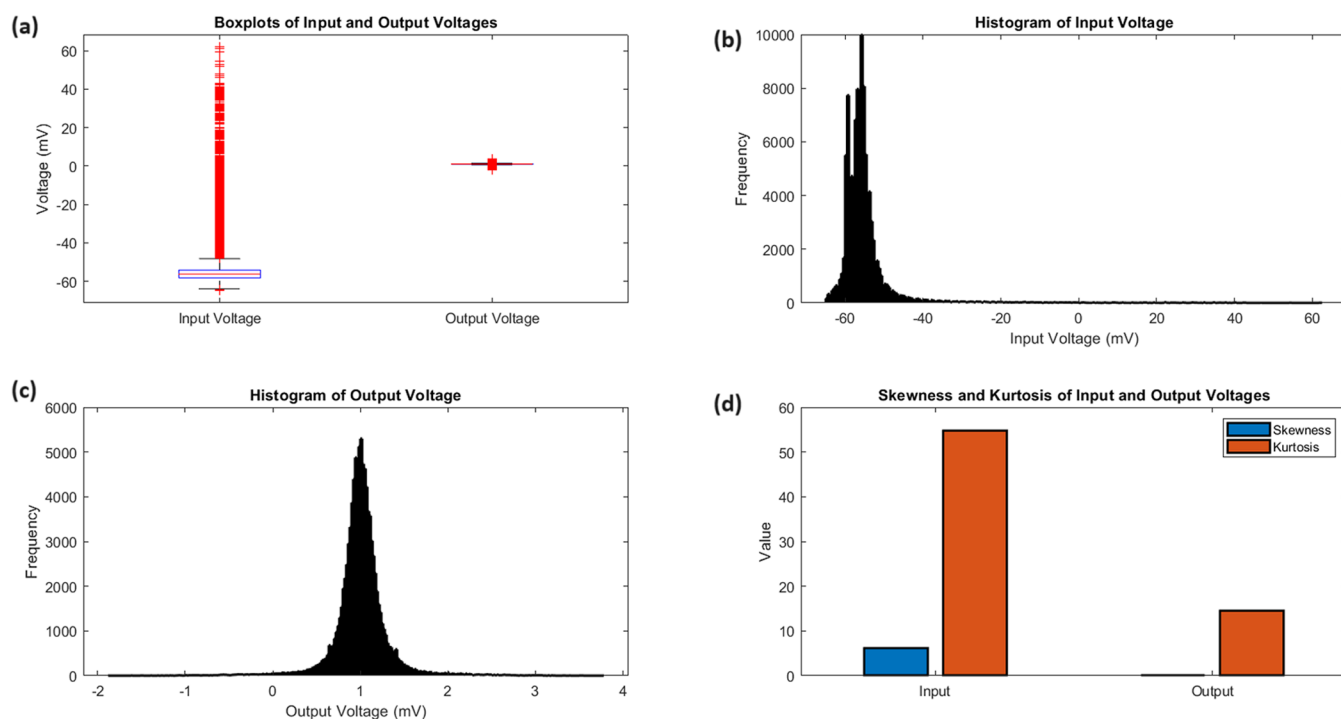 (a)
Boxplots of Input and Output Voltages
60
40
20
0
-20
-40
-60
Voltage (mV)
Input Voltage
Output Voltage
(b)
Histogram of Input Voltage
10000
8000
6000
4000
2000
0
Frequency
-60
-40
-20
0
20
40
60
Input Voltage (mV)
(c)
Histogram of Output Voltage
6000
5000
4000
3000
2000
1000
0
Frequency
-2
-1
0
1
2
3
4
Output Voltage (mV)
(d)
Skewness and Kurtosis of Input and Output Voltages
60
50
40
30
20
10
0
Value
Skewness
Kurtosis
Input
Output